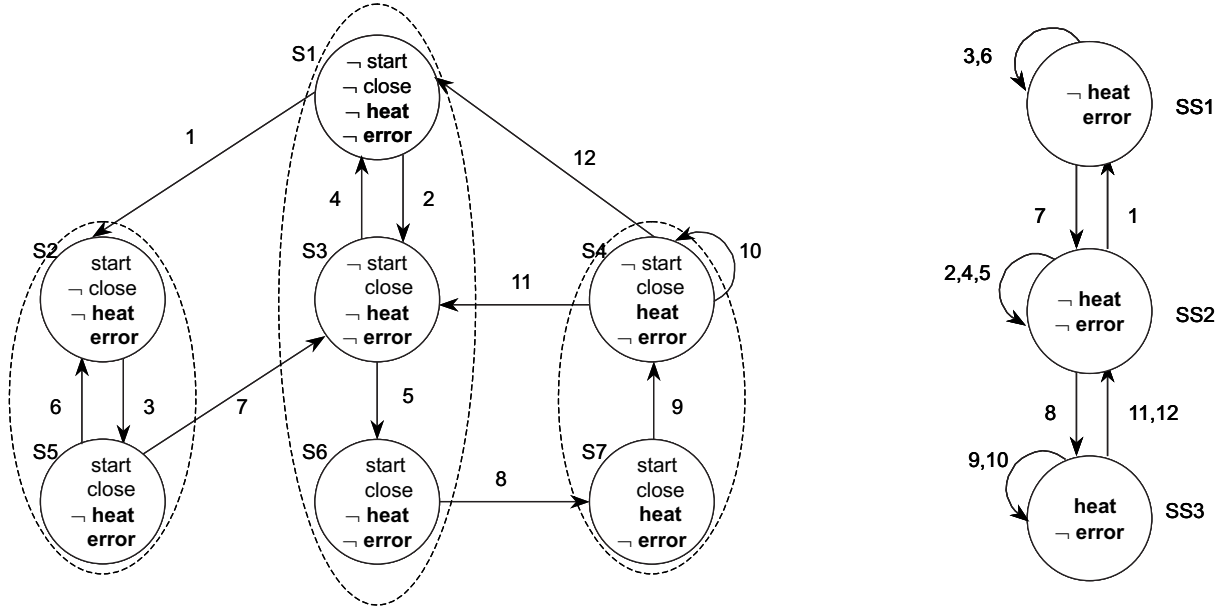 S1
¬ start
¬ close
¬ heat
¬ error
1
12
4
2
S2
start
¬ close
¬ heat
error
S3
¬ start
close
¬ heat
¬ error
11
S4
¬ start
close
heat
¬ error
10
6
3
7
5
9
S5
start
close
¬ heat
error
S6
start
close
¬ heat
¬ error
8
S7
start
close
heat
¬ error
3,6
¬ heat
error
SS1
7
1
2,4,5
¬ heat
¬ error
SS2
8
11,12
9,10
heat
¬ error
SS3